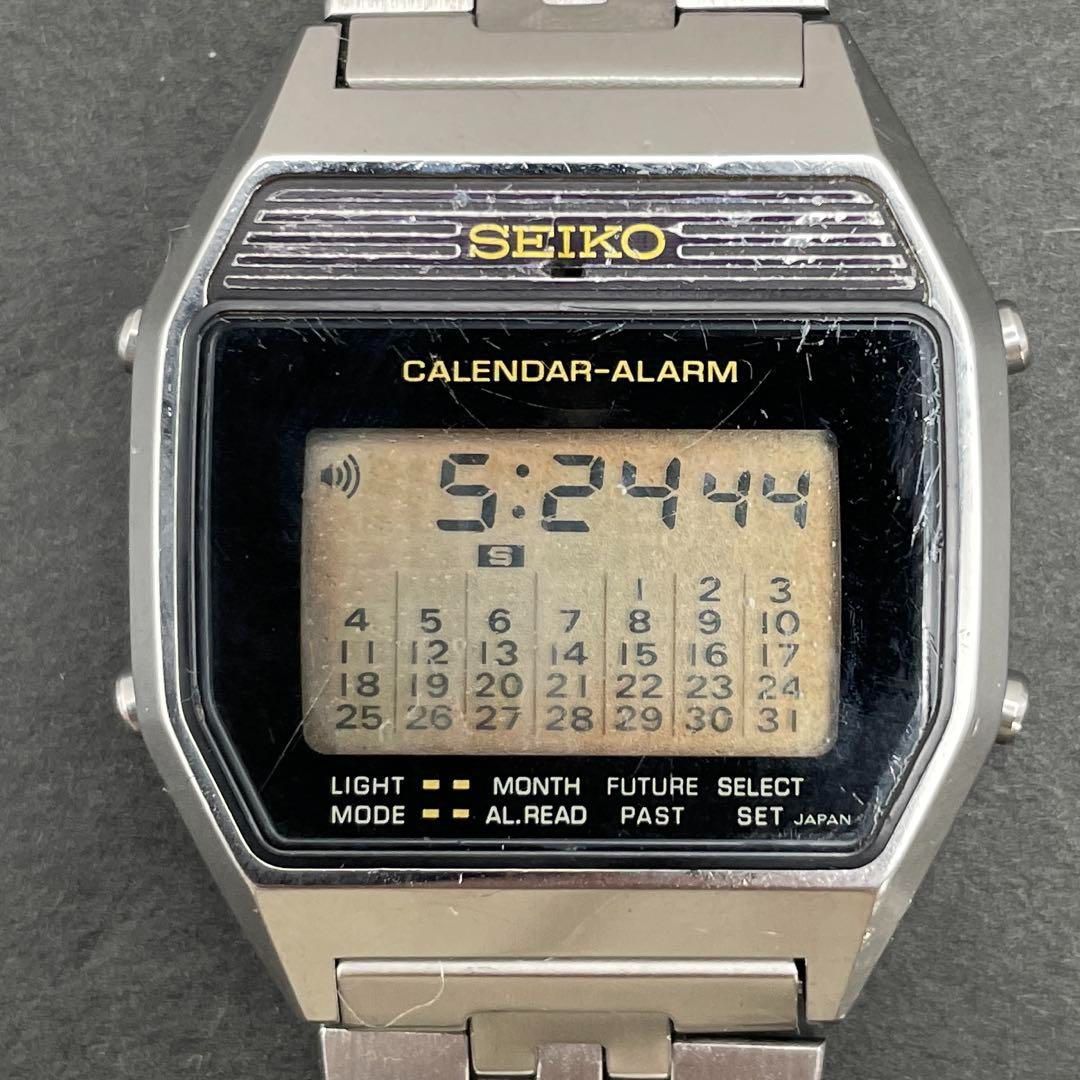 SEIKO
CALENDAR-ALARM
5:24 44
S
1 2 3
4 5 6 7 8 9 10
11 12 13 14 15 16 17
18 19 20 21 22 23 24
25 26 27 28 29 30 31
LIGHT MONTH FUTURE SELECT
MODE AL.READ PAST SET JAPAN